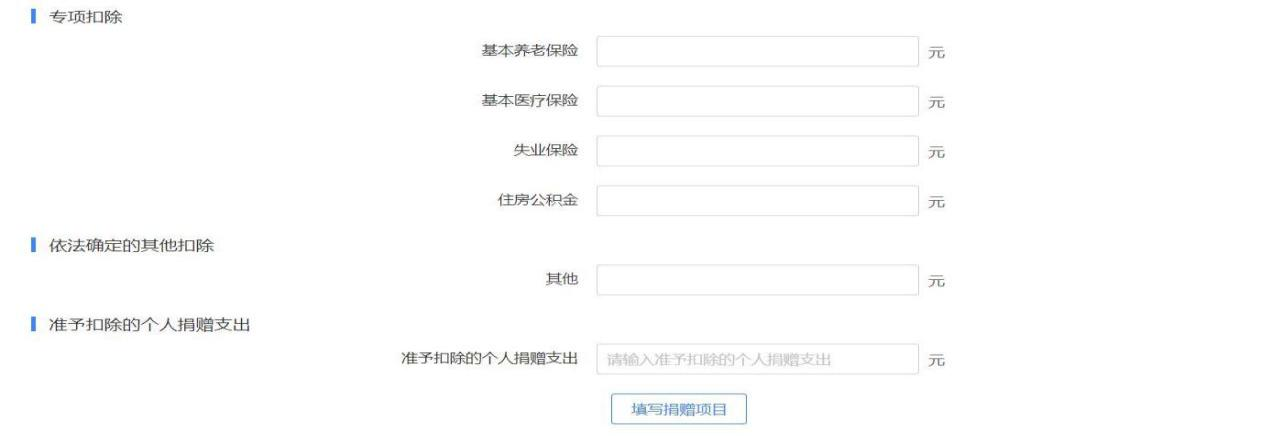 专项扣除
基本养老保险 元
基本医疗保险 元
失业保险 元
住房公积金 元
依法确定的其他扣除
其他 元
准予扣除的个人捐赠支出
准予扣除的个人捐赠支出 请输入准予扣除的个人捐赠支出 元
填写捐赠项目